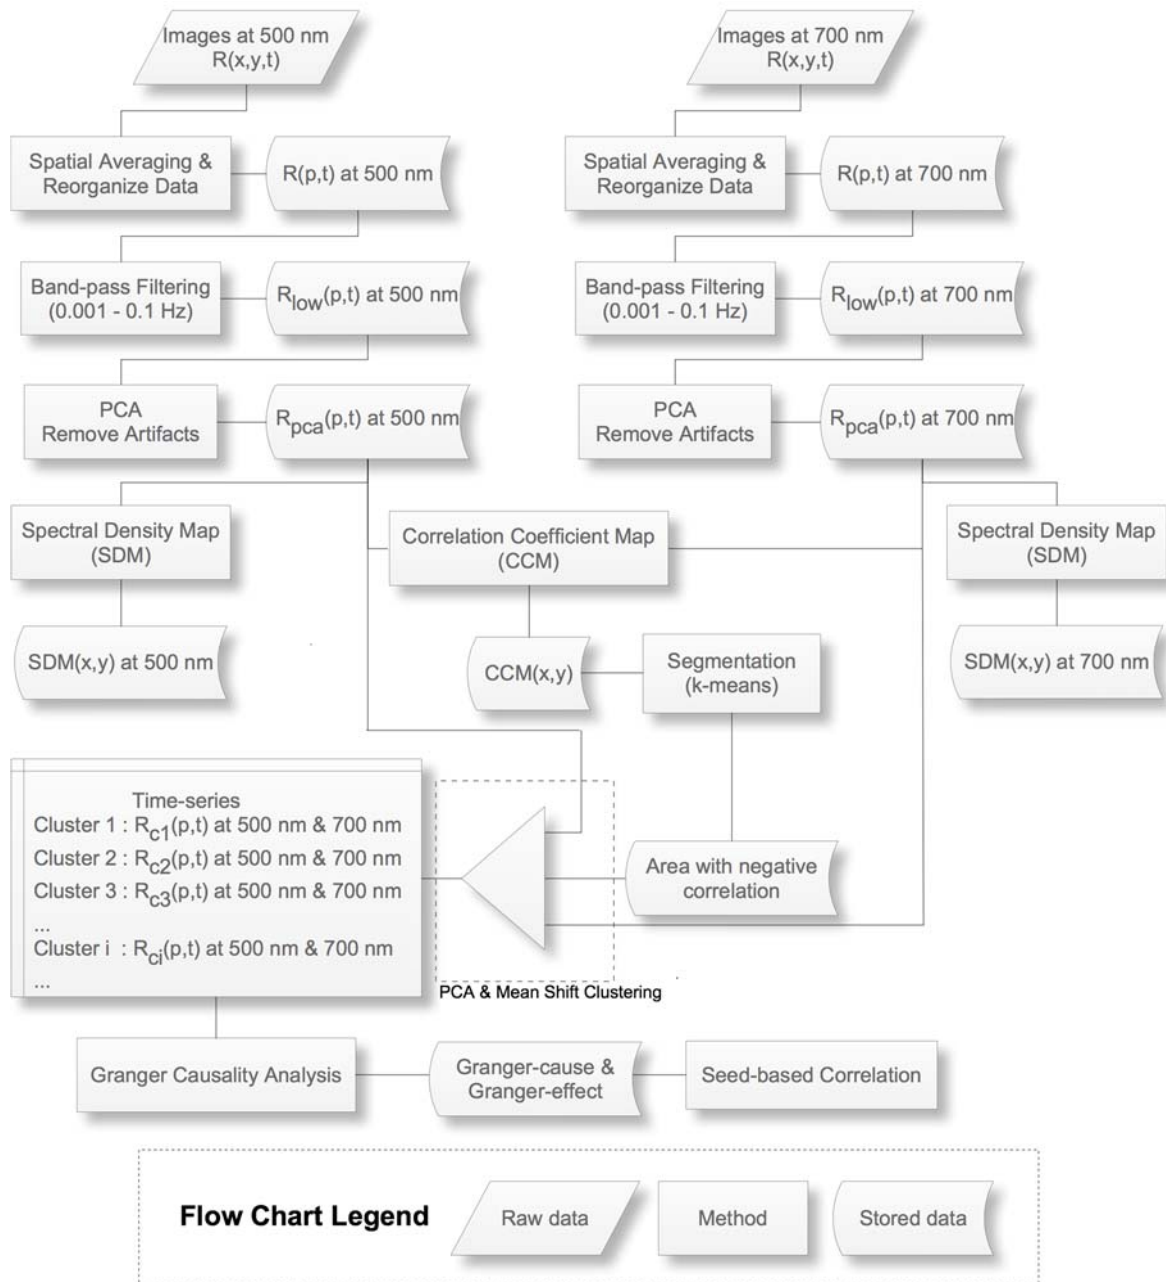 Images at 500 nm
R(x,y,t)
Images at 700 nm
R(x,y,t)
Spatial Averaging &
Reorganize Data
R(p,t) at 500 nm
Spatial Averaging &
Reorganize Data
R(p,t) at 700 nm
Band-pass Filtering
(0.001 - 0.1 Hz)
Rlow(p,t) at 500 nm
Band-pass Filtering
(0.001 - 0.1 Hz)
Rlow(p,t) at 700 nm
PCA
Remove Artifacts
Rpca(p,t) at 500 nm
PCA
Remove Artifacts
Rpca(p,t) at 700 nm
Spectral Density Map
(SDM)
Correlation Coefficient Map
(CCM)
Spectral Density Map
(SDM)
SDM(x,y) at 500 nm
CCM(x,y)
Segmentation
(k-means)
SDM(x,y) at 700 nm
Time-series
Cluster 1 : Rc1(p,t) at 500 nm & 700 nm
Cluster 2 : Rc2(p,t) at 500 nm & 700 nm
Cluster 3 : Rc3(p,t) at 500 nm & 700 nm
...
Cluster i : Rci(p,t) at 500 nm & 700 nm
...
Area with negative
correlation
PCA & Mean Shift Clustering
Granger Causality Analysis
Granger-cause &
Granger-effect
Seed-based Correlation
Flow Chart Legend
Raw data
Method
Stored data